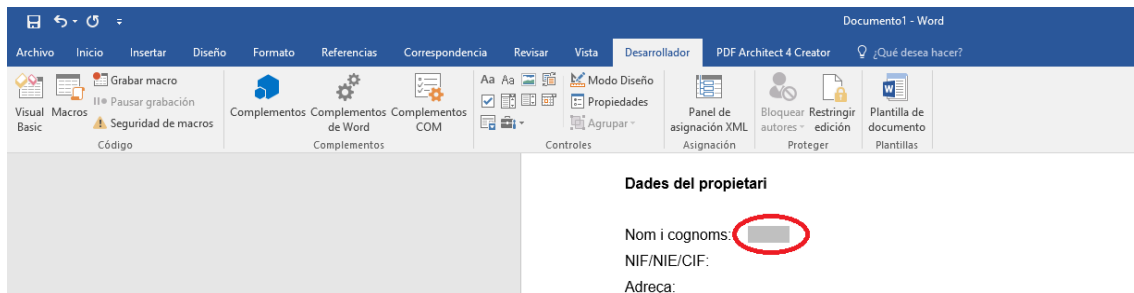 Documento1 - Word
Archivo Inicio Insertar Diseño Formato Referencias Correspondencia Revisar Vista Desarrollador PDF Architect 4 Creator ¿Qué desea hacer?
Visual Basic
Macros
Grabar macro
Pausar grabación
Seguridad de macros
Código
Complementos
Complementos de Word
Complementos COM
Complementos
Aa Aa
Modo Diseño
Propiedades
Agrupar
Controles
Panel de asignación XML
Asignación
Bloquear autores
Restringir edición
Proteger
Plantilla de documento
Plantillas
Dades del propietari
Nom i cognoms:
NIF/NIE/CIF:
Adreça: